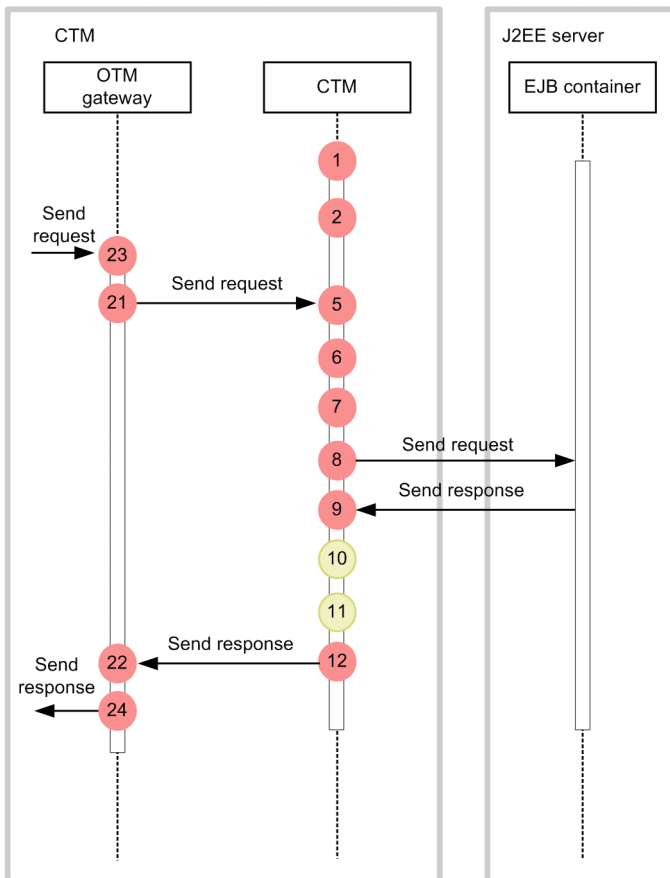 CTM
J2EE server
OTM
gateway
CTM
EJB container
1
2
Send
request
23
21
Send request
5
6
7
8
Send request
Send response
9
10
11
Send response
22
12
Send
response
24